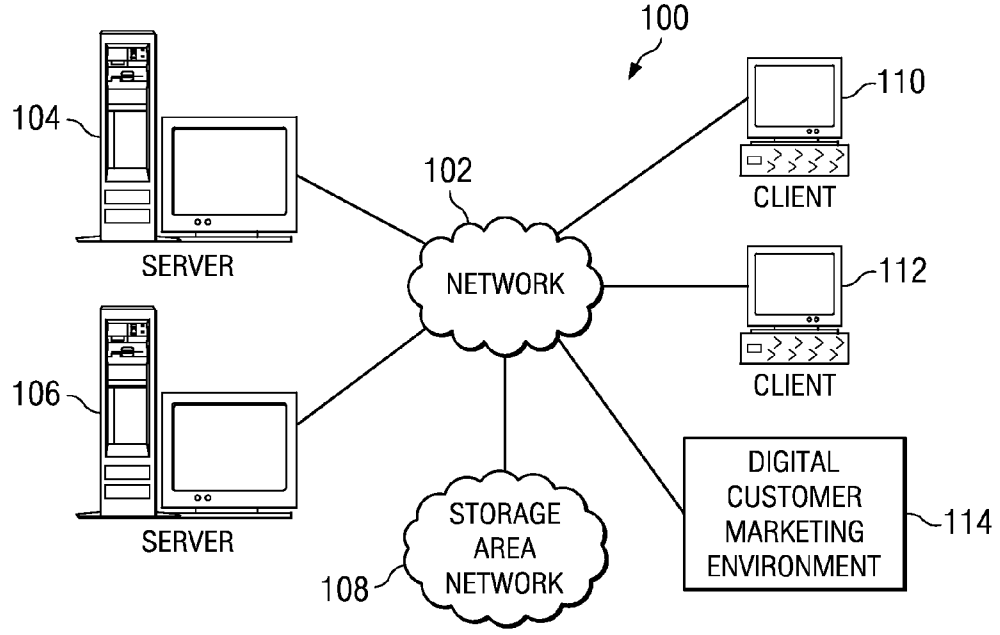 100
104
SERVER
102
NETWORK
110
CLIENT
112
CLIENT
106
SERVER
STORAGE
AREA
NETWORK
108
DIGITAL
CUSTOMER
MARKETING
ENVIRONMENT
114